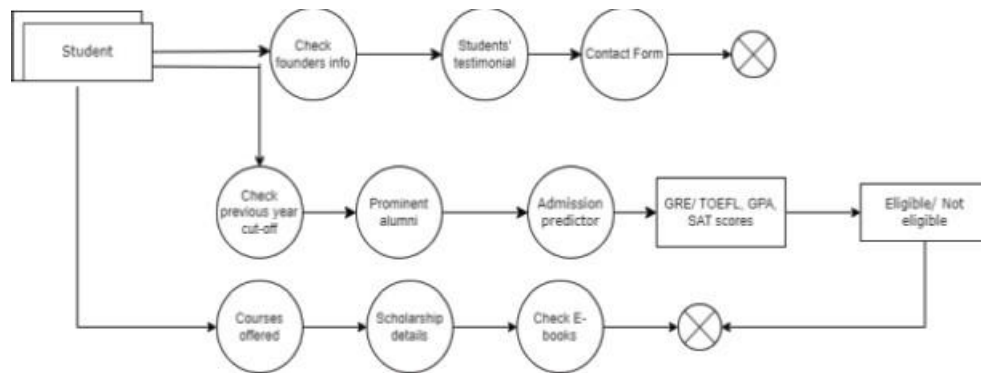 Student
Check
founders info
Students'
testimonial
Contact Form
Check
previous year
cut-off
Prominent
alumni
Admission
predictor
GRE/ TOEFL, GPA,
SAT scores
Eligible/ Not
eligible
Courses
offered
Scholarship
details
Check E-
books